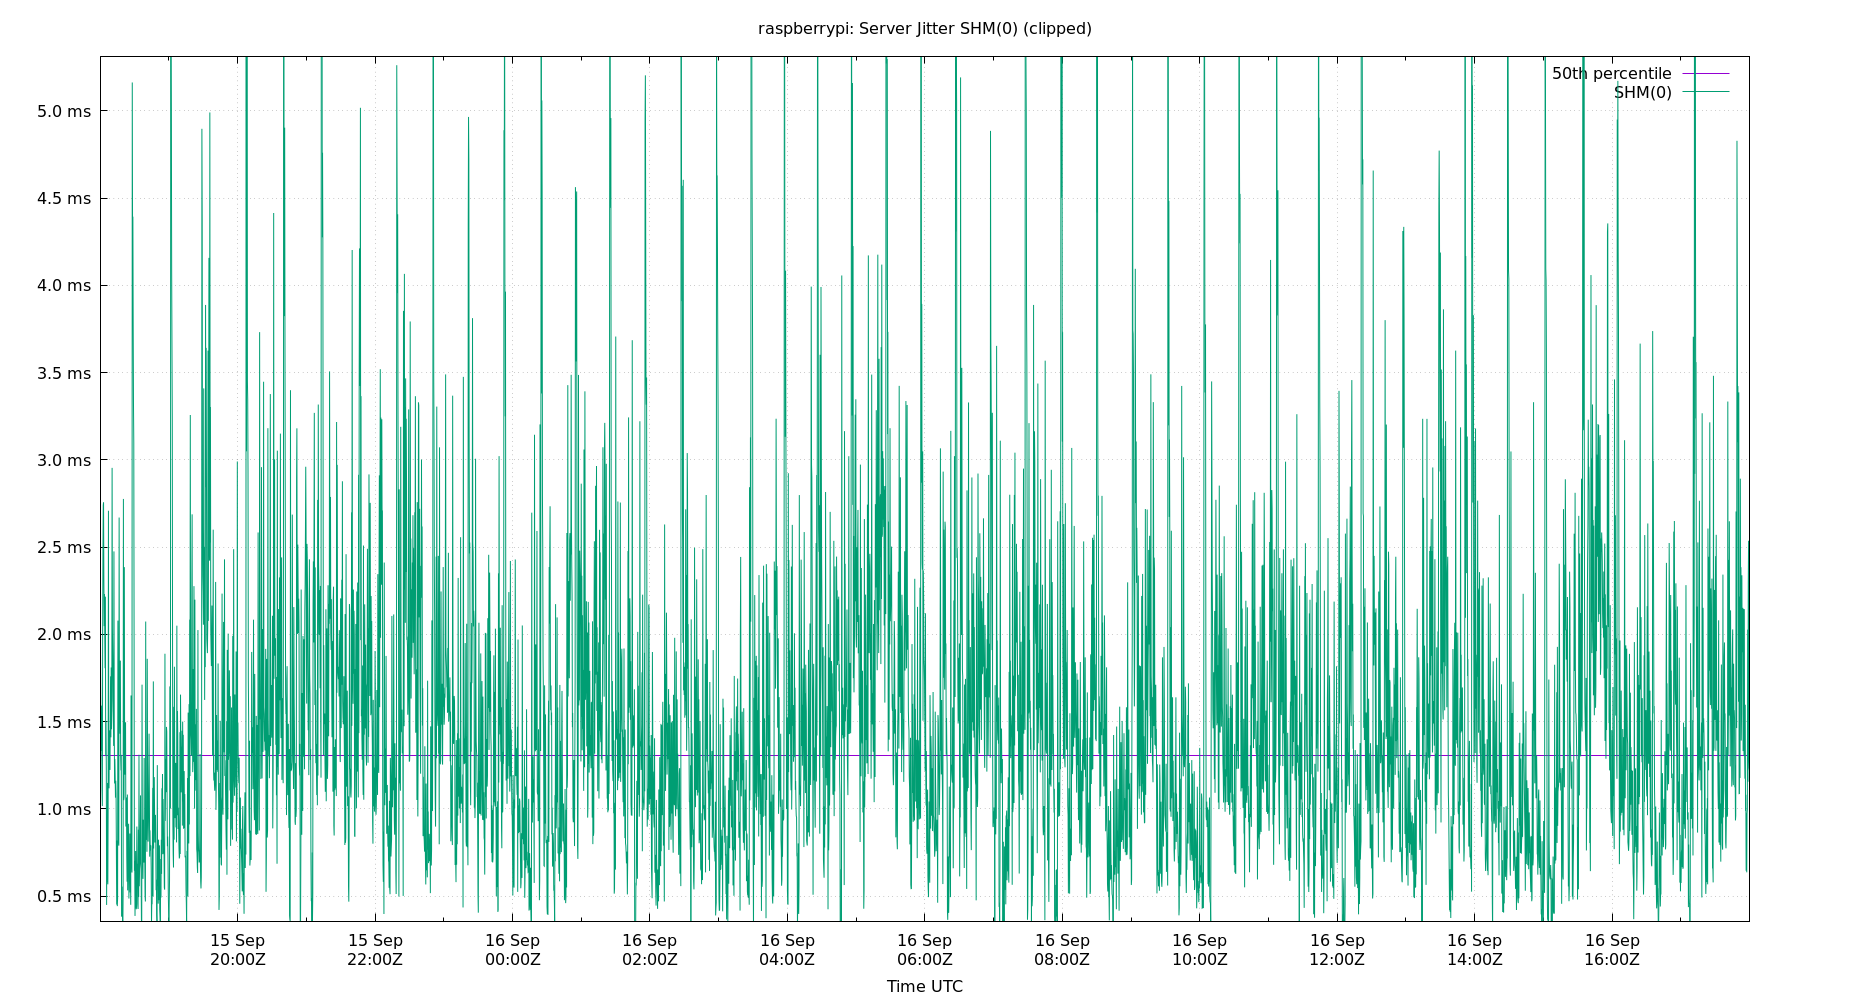 raspberrypi: Server Jitter SHM(0) (clipped)
50th percentile
SHM(0)
5.0 ms
4.5 ms
4.0 ms
3.5 ms
3.0 ms
2.5 ms
2.0 ms
1.5 ms
1.0 ms
0.5 ms
15 Sep 15 Sep 16 Sep 16 Sep 16 Sep 16 Sep 16 Sep 16 Sep 16 Sep 16 Sep 16 Sep
20:00Z 22:00Z 00:00Z 02:00Z 04:00Z 06:00Z 08:00Z 10:00Z 12:00Z 14:00Z 16:00Z
Time UTC